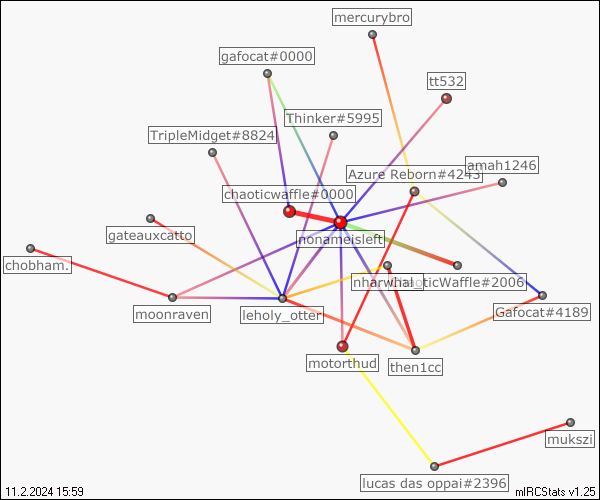 mercurybro
gafocat#0000
tt532
Thinker#5995
TripleMidget#8824
amah1246
Azure Reborn#4243
chaoticwaffle#0000
gateauxcatto
nonameisleft
chobham.
nharwhal
ChaoticWaffle#2006
moonraven
leholy_otter
Gafocat#4189
motorthud
then1cc
mukszi
lucas das oppai#2396
11.2.2024 15:59
mIRCStats v1.25